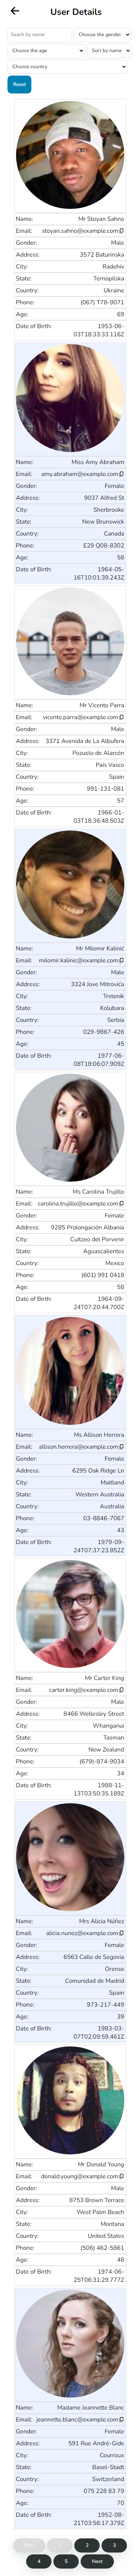 User Details
Seach by name
Choose the gender
Choose the age
Sort by name
Choose country
Reset
Name: Mr Stoyan Sahno
Email: stoyan.sahno@example.com
Gender: Male
Address: 3572 Baturinska
City: Radehiv
State: Ternopilska
Country: Ukraine
Phone: (067) 778-9071
Age: 69
Date of Birth: 1953-06-
03T18:33:33.116Z
Name: Miss Amy Abraham
Email: amy.abraham@example.com
Gender: Female
Address: 9037 Alfred St
City: Sherbrooke
State: New Brunswick
Country: Canada
Phone: E29 Q08-8302
Age: 58
Date of Birth: 1964-05-
16T10:01:39.243Z
Name: Mr Vicente Parra
Email: vicente.parra@example.com
Gender: Male
Address: 3371 Avenida de La Albufera
City: Pozuelo de Alarcón
State: País Vasco
Country: Spain
Phone: 991-131-081
Age: 57
Date of Birth: 1966-01-
03T18:36:48.503Z
Name: Mr Milomir Kalinić
Email: milomir.kalinic@example.com
Gender: Male
Address: 3324 Jove Mitrovića
City: Trstenik
State: Kolubara
Country: Serbia
Phone: 029-9867-426
Age: 45
Date of Birth: 1977-06-
08T18:06:07.909Z
Name: Ms Carolina Trujillo
Email: carolina.trujillo@example.com
Gender: Female
Address: 9285 Prolongación Albania
City: Cuitzeo del Porvenir
State: Aguascalientes
Country: Mexico
Phone: (601) 991 0418
Age: 58
Date of Birth: 1964-09-
24T07:20:44.700Z
Name: Ms Allison Herrera
Email: allison.herrera@example.com
Gender: Female
Address: 6295 Oak Ridge Ln
City: Maitland
State: Western Australia
Country: Australia
Phone: 03-8846-7067
Age: 43
Date of Birth: 1979-09-
24T07:37:23.852Z
Name: Mr Carter King
Email: carter.king@example.com
Gender: Male
Address: 8466 Wellesley Street
City: Whanganui
State: Tasman
Country: New Zealand
Phone: (679)-874-9034
Age: 34
Date of Birth: 1988-11-
13T03:50:35.189Z
Name: Mrs Alicia Núñez
Email: alicia.nunez@example.com
Gender: Female
Address: 6563 Calle de Segovia
City: Orense
State: Comunidad de Madrid
Country: Spain
Phone: 973-217-449
Age: 39
Date of Birth: 1983-03-
07T02:09:59.461Z
Name: Mr Donald Young
Email: donald.young@example.com
Gender: Male
Address: 8753 Brown Terrace
City: West Palm Beach
State: Montana
Country: United States
Phone: (506) 462-5861
Age: 48
Date of Birth: 1974-06-
25T06:31:29.777Z
Name: Madame Jeannette Blanc
Email: jeannette.blanc@example.com
Gender: Female
Address: 591 Rue André-Gide
City: Courroux
State: Basel-Stadt
Country: Switzerland
Phone: 075 228 83 79
Age: 70
Date of Birth: 1952-08-
21T03:56:17.379Z
1
2
3
4
5
Next